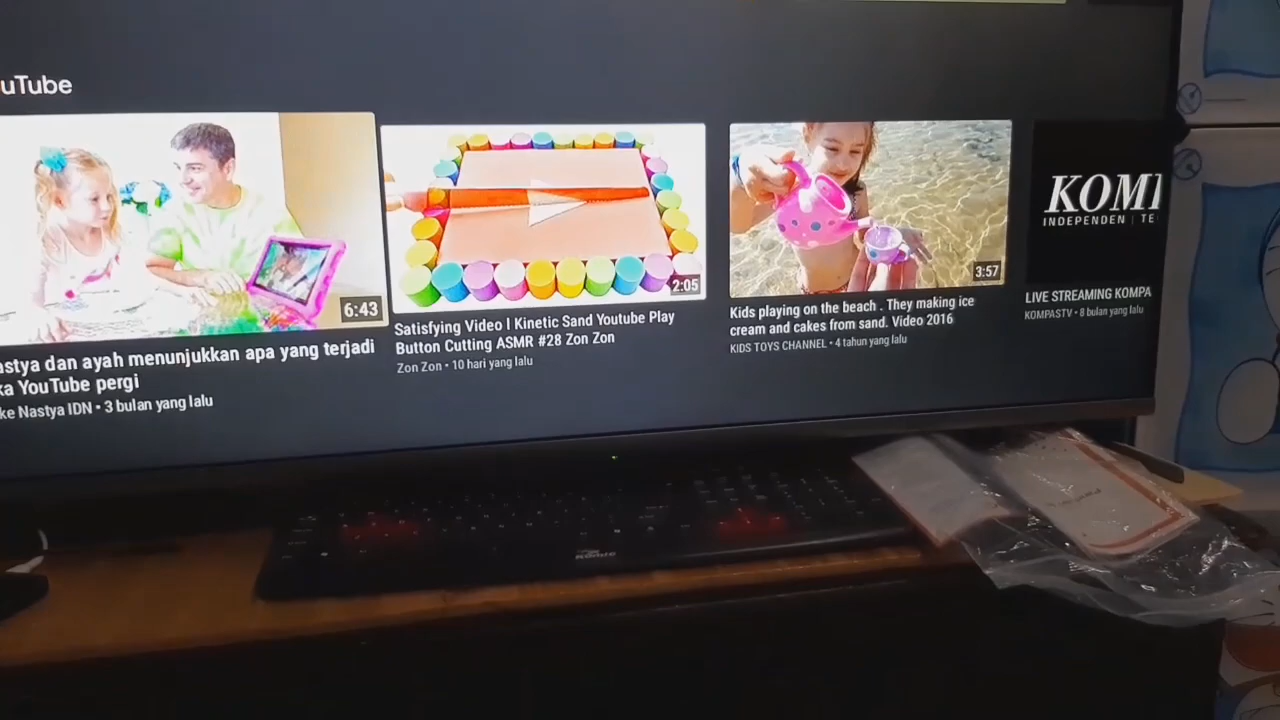 uTube
6:43
astya dan ayah menunjukkan apa yang terjadi
ka YouTube pergi
ke Nastya IDN • 3 bulan yang lalu
2:05
Satisfying Video l Kinetic Sand Youtube Play
Button Cutting ASMR #28 Zon Zon
Zon Zon • 10 hari yang lalu
3:57
Kids playing on the beach . They making ice
cream and cakes from sand. Video 2016
KIDS TOYS CHANNEL • 4 tahun yang lalu
KOM
INDEPENDEN | TE
LIVE STREAMING KOMPA
KOMPASTV • 8 bulan yang lalu